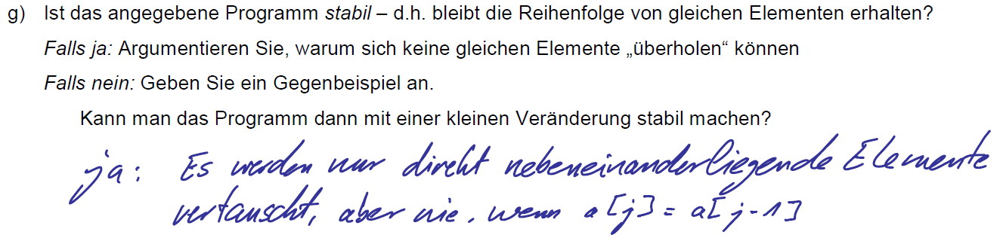 g) Ist das angegebene Programm stabil – d.h. bleibt die Reihenfolge von gleichen Elementen erhalten?
Falls ja: Argumentieren Sie, warum sich keine gleichen Elemente „überholen“ können
Falls nein: Geben Sie ein Gegenbeispiel an.
Kann man das Programm dann mit einer kleinen Veränderung stabil machen?
ja: Es werden nur direkt nebeneinanderliegende Elemente
vertauscht, aber nie, wenn a[j] = a[j-1]